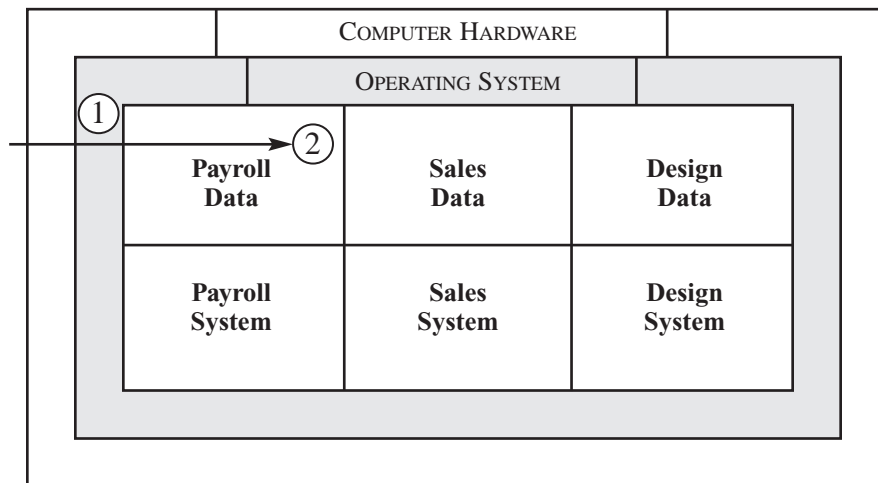 COMPUTER HARDWARE
OPERATING SYSTEM
1
2
Payroll
Data
Sales
Data
Design
Data
Payroll
System
Sales
System
Design
System